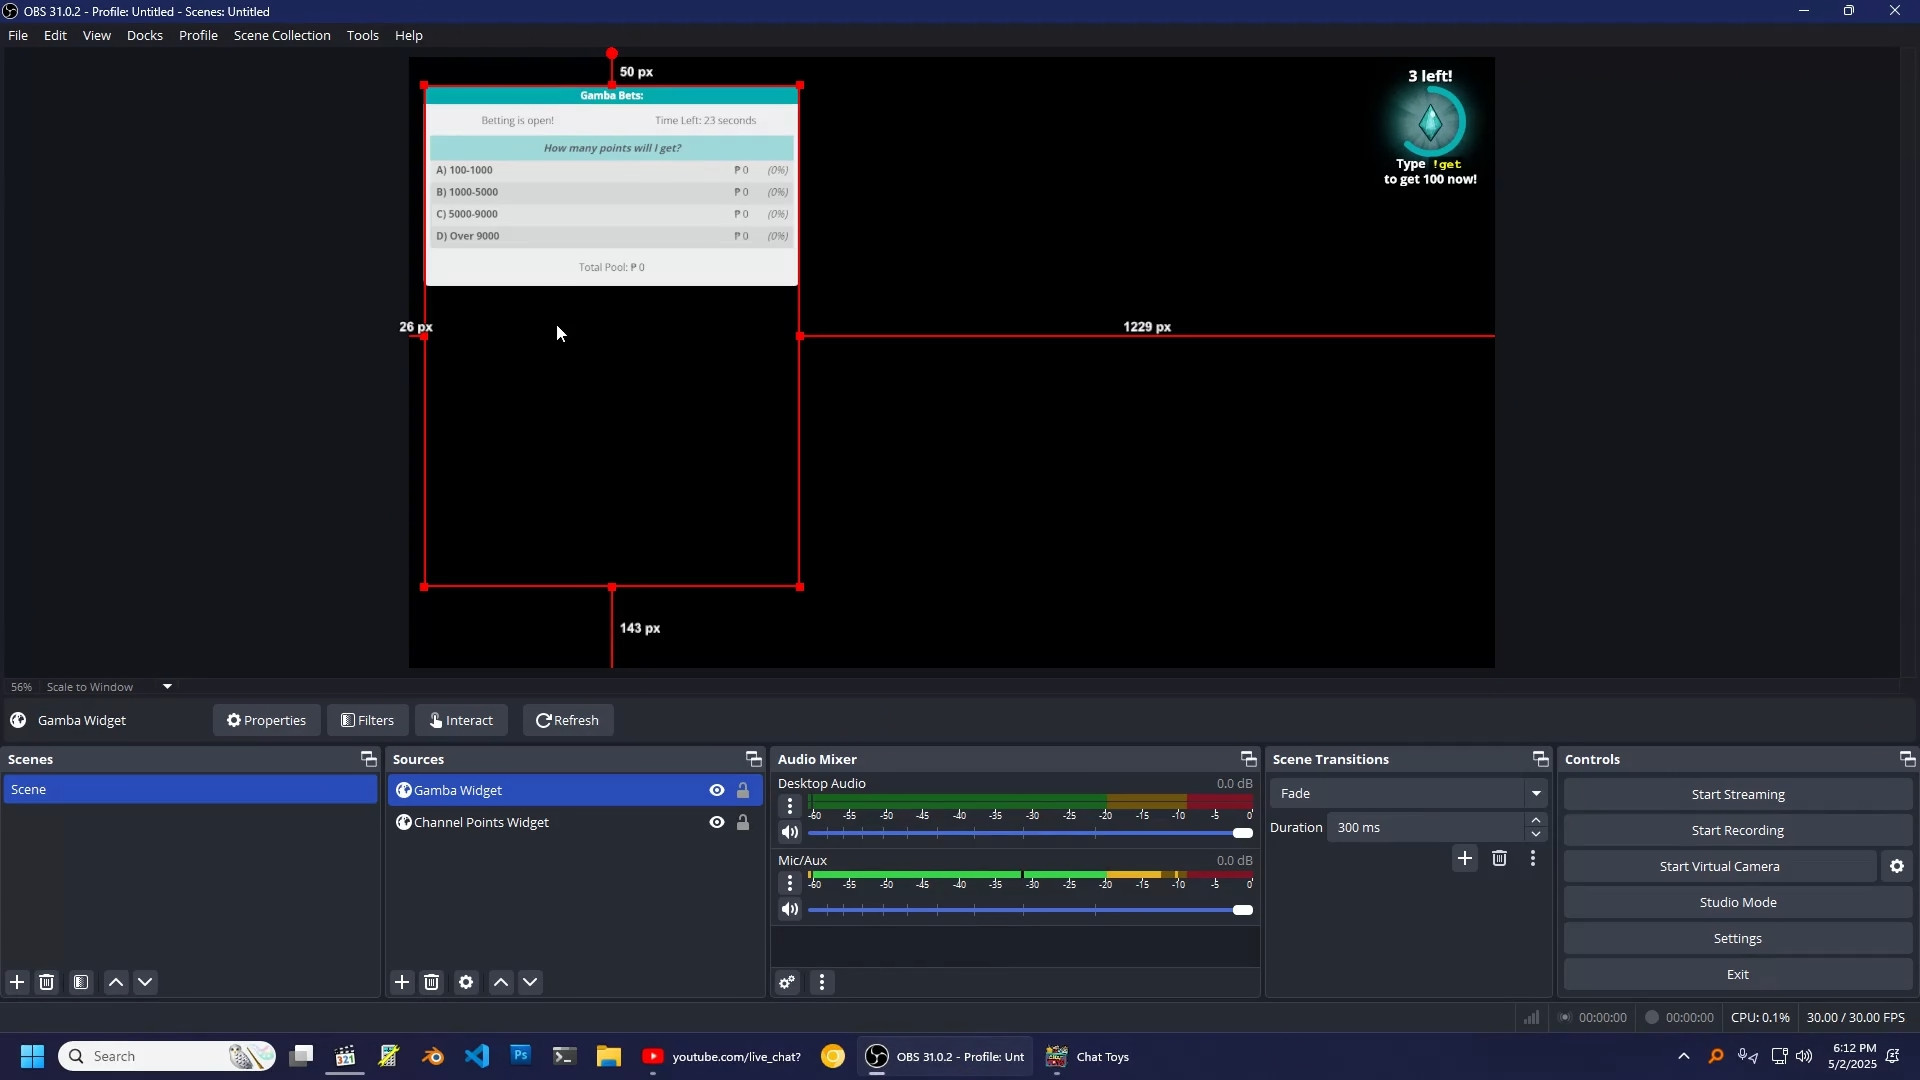 OBS 31.0.2 - Profile: Untitled - Scenes: Untitled
File Edit View Docks Profile Scene Collection Tools Help
50 px
3 left!
Gamba Bets:
Betting is open! Time Left: 23 seconds
How many points will I get?
A) 100-1000 ₱ 0 (0%)
B) 1000-5000 ₱ 0 (0%)
C) 5000-9000 ₱ 0 (0%)
D) Over 9000 ₱ 0 (0%)
Total Pool: ₱ 0
Type !get
to get 100 now!
26 px
1229 px
143 px
56% Scale to Window
Gamba Widget Properties Filters Interact Refresh
Scenes
Scene
Sources
Gamba Widget
Channel Points Widget
Audio Mixer
Desktop Audio 0.0 dB
-60 -55 -50 -45 -40 -35 -30 -25 -20 -15 -10 -5 0
Mic/Aux 0.0 dB
-60 -55 -50 -45 -40 -35 -30 -25 -20 -15 -10 -5 0
Scene Transitions
Fade
Duration 300 ms
Controls
Start Streaming
Start Recording
Start Virtual Camera
Studio Mode
Settings
Exit
00:00:00 00:00:00 CPU: 0.1% 30.00 / 30.00 FPS
Search
321
Ps
youtube.com/live_chat?
OBS 31.0.2 - Profile: Unt
Chat Toys
6:12 PM
5/2/2025